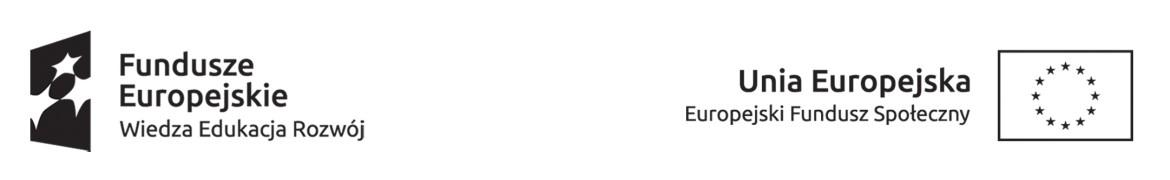 Fundusze
Europejskie
Wiedza Edukacja Rozwój
Unia Europejska
Europejski Fundusz Społeczny